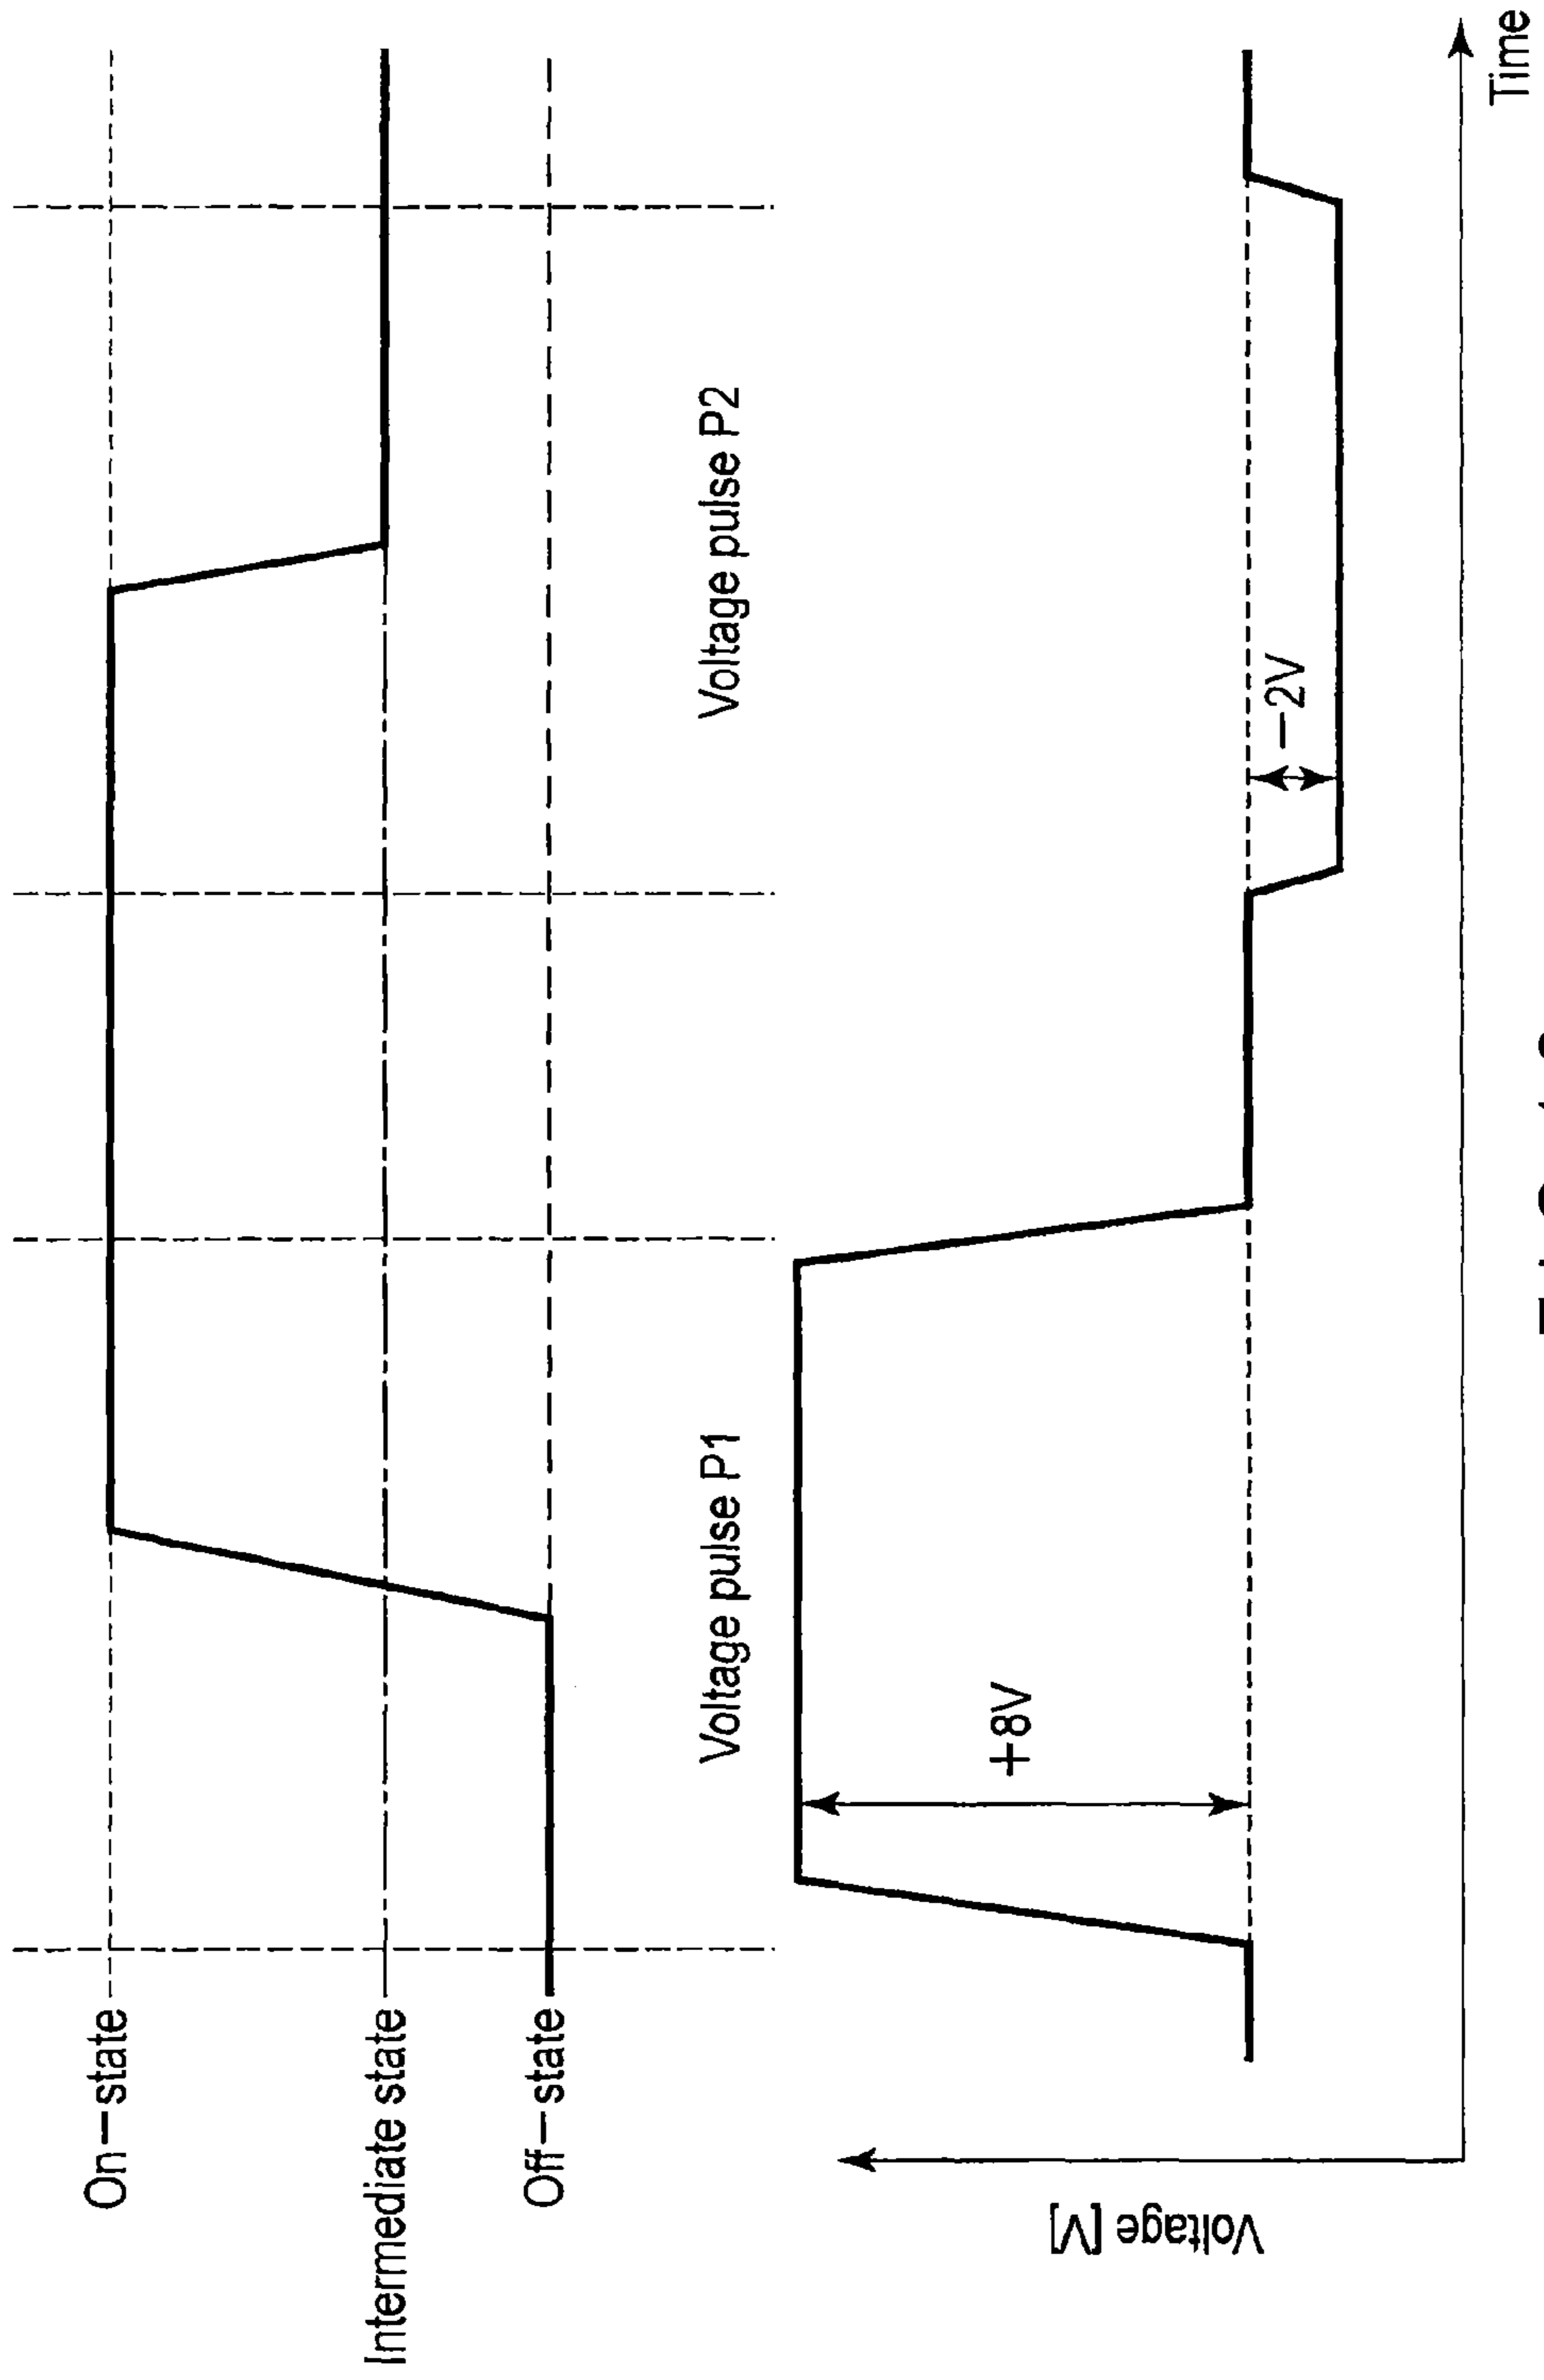 On-state
Intermediate state
Off-state
Voltage pulse P1
Voltage pulse P2
+8V
-2V
Voltage [V]
Time